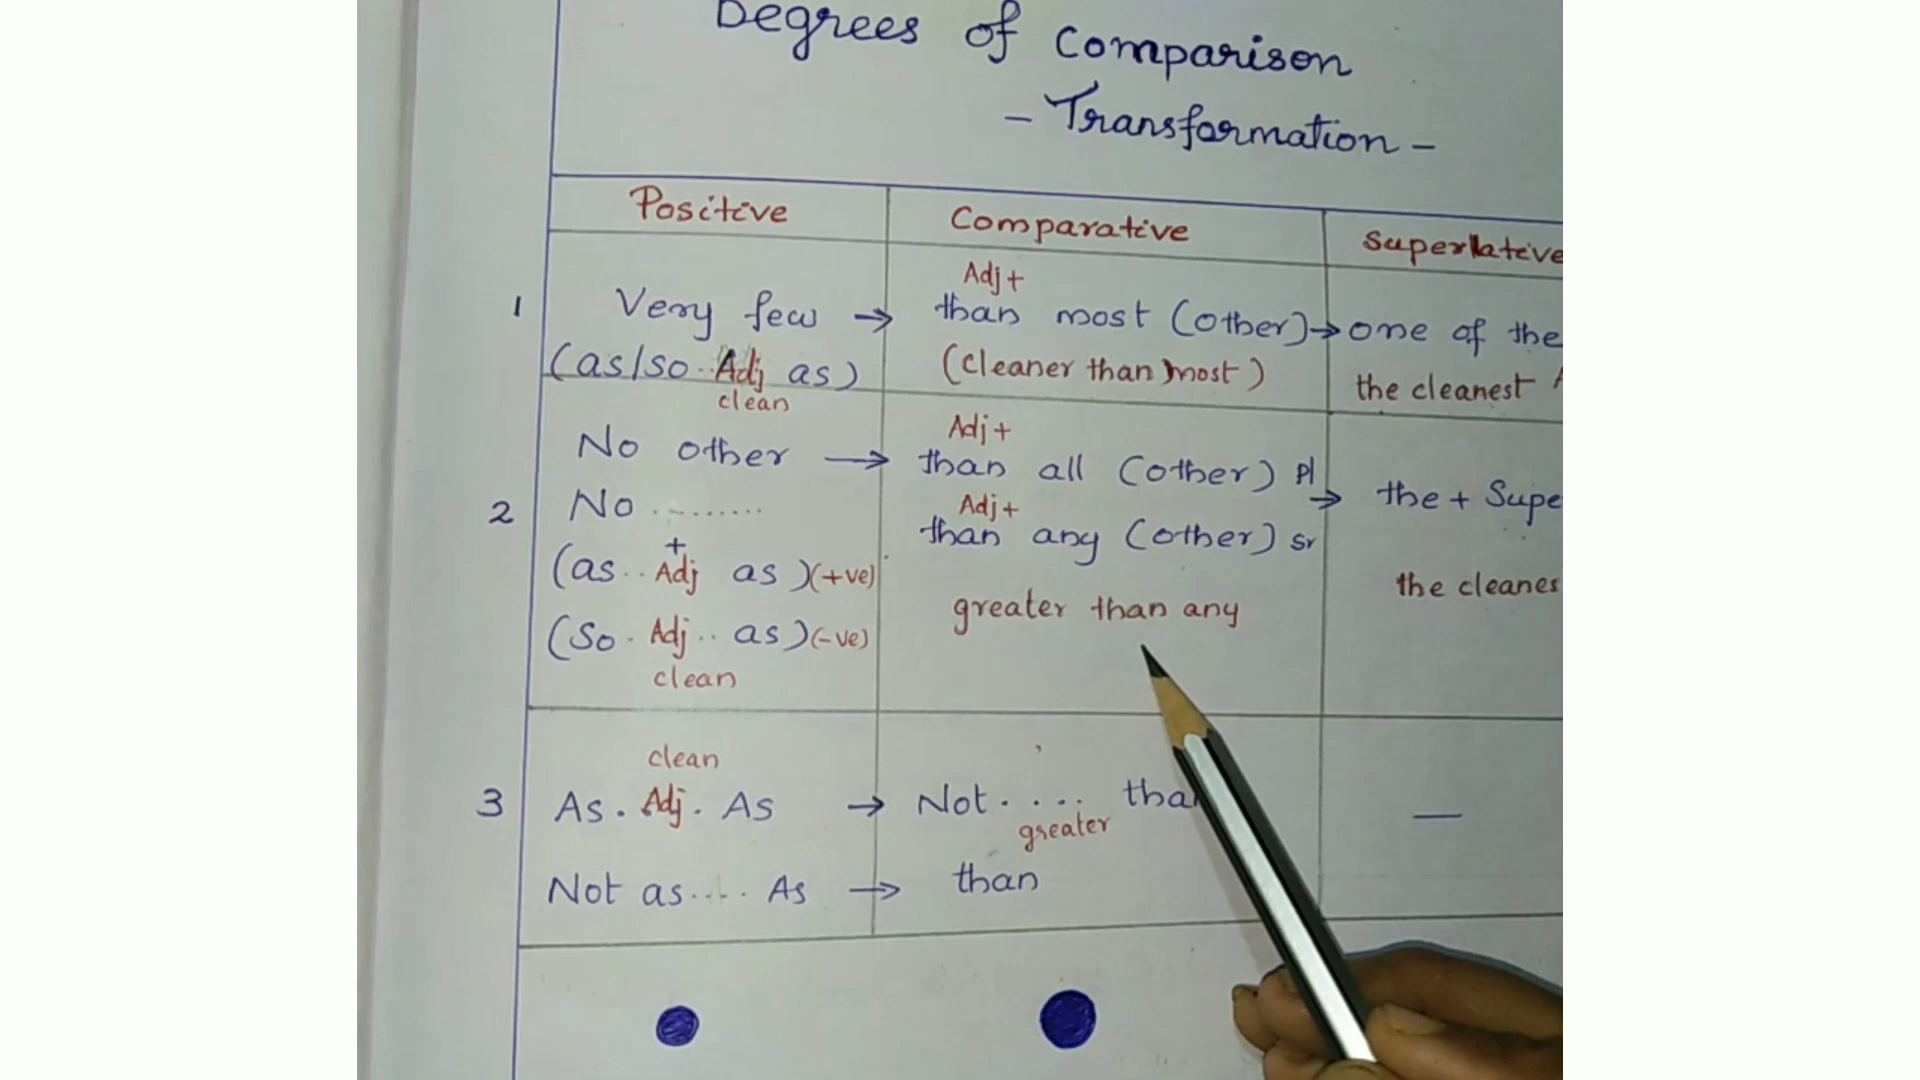 Degrees of Comparison
- Transformation -
Positive Comparative Superlative
Adj+
1 Very few → than most (other) → one of the
(as/so.. Adj as) (cleaner than most) the cleanest
clean
Adj+
No other → than all (other) pl
→ the + Supe
Adj+
2 No ......... than any (other) Sr
+
(as.. Adj as) (+ve) the cleanes
greater than any
(So. Adj.. as) (-ve)
clean
clean
3 As. Adj. As → Not. ... than —
greater
Not as.... As → than